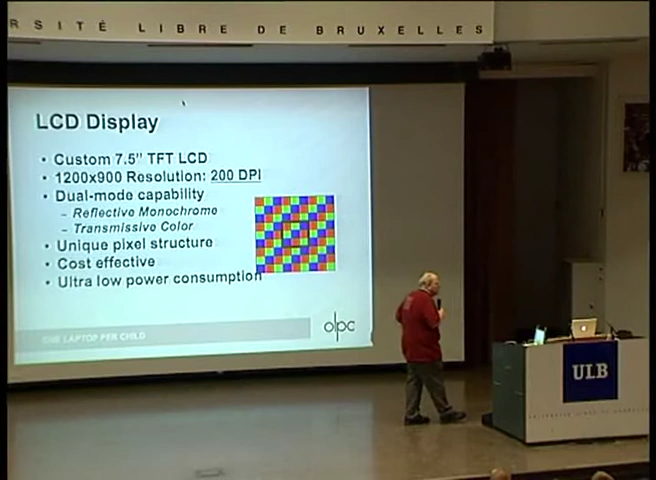 RSITÉ LIBRE DE BRUXELLES
LCD Display
• Custom 7.5" TFT LCD
• 1200x900 Resolution: 200 DPI
• Dual-mode capability
– Reflective Monochrome
– Transmissive Color
• Unique pixel structure
• Cost effective
• Ultra low power consumption
ONE LAPTOP PER CHILD
olpc
ULB